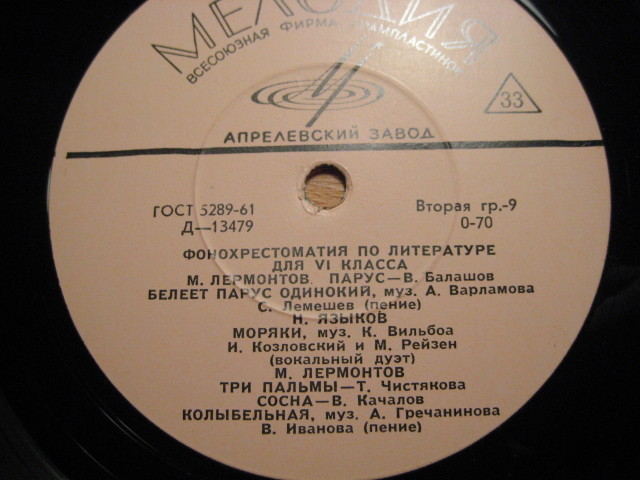 МЕЛОДИЯ
ВСЕСОЮЗНАЯ ФИРМА ГРАМПЛАСТИНОК
33
АПРЕЛЕВСКИЙ ЗАВОД
ГОСТ 5289-61 Вторая гр.-9
Д—13479 0-70
ФОНОХРЕСТОМАТИЯ ПО ЛИТЕРАТУРЕ
ДЛЯ VI КЛАССА
М. ЛЕРМОНТОВ. ПАРУС—В. Балашов
БЕЛЕЕТ ПАРУС ОДИНОКИЙ, муз. А. Варламова
С. Лемешев (пение)
Н. ЯЗЫКОВ
МОРЯКИ, муз. К. Вильбоа
И. Козловский и М. Рейзен
(вокальный дуэт)
М. ЛЕРМОНТОВ
ТРИ ПАЛЬМЫ—Т. Чистякова
СОСНА—В. Качалов
КОЛЫБЕЛЬНАЯ, муз. А. Гречанинова
В. Иванова (пение)